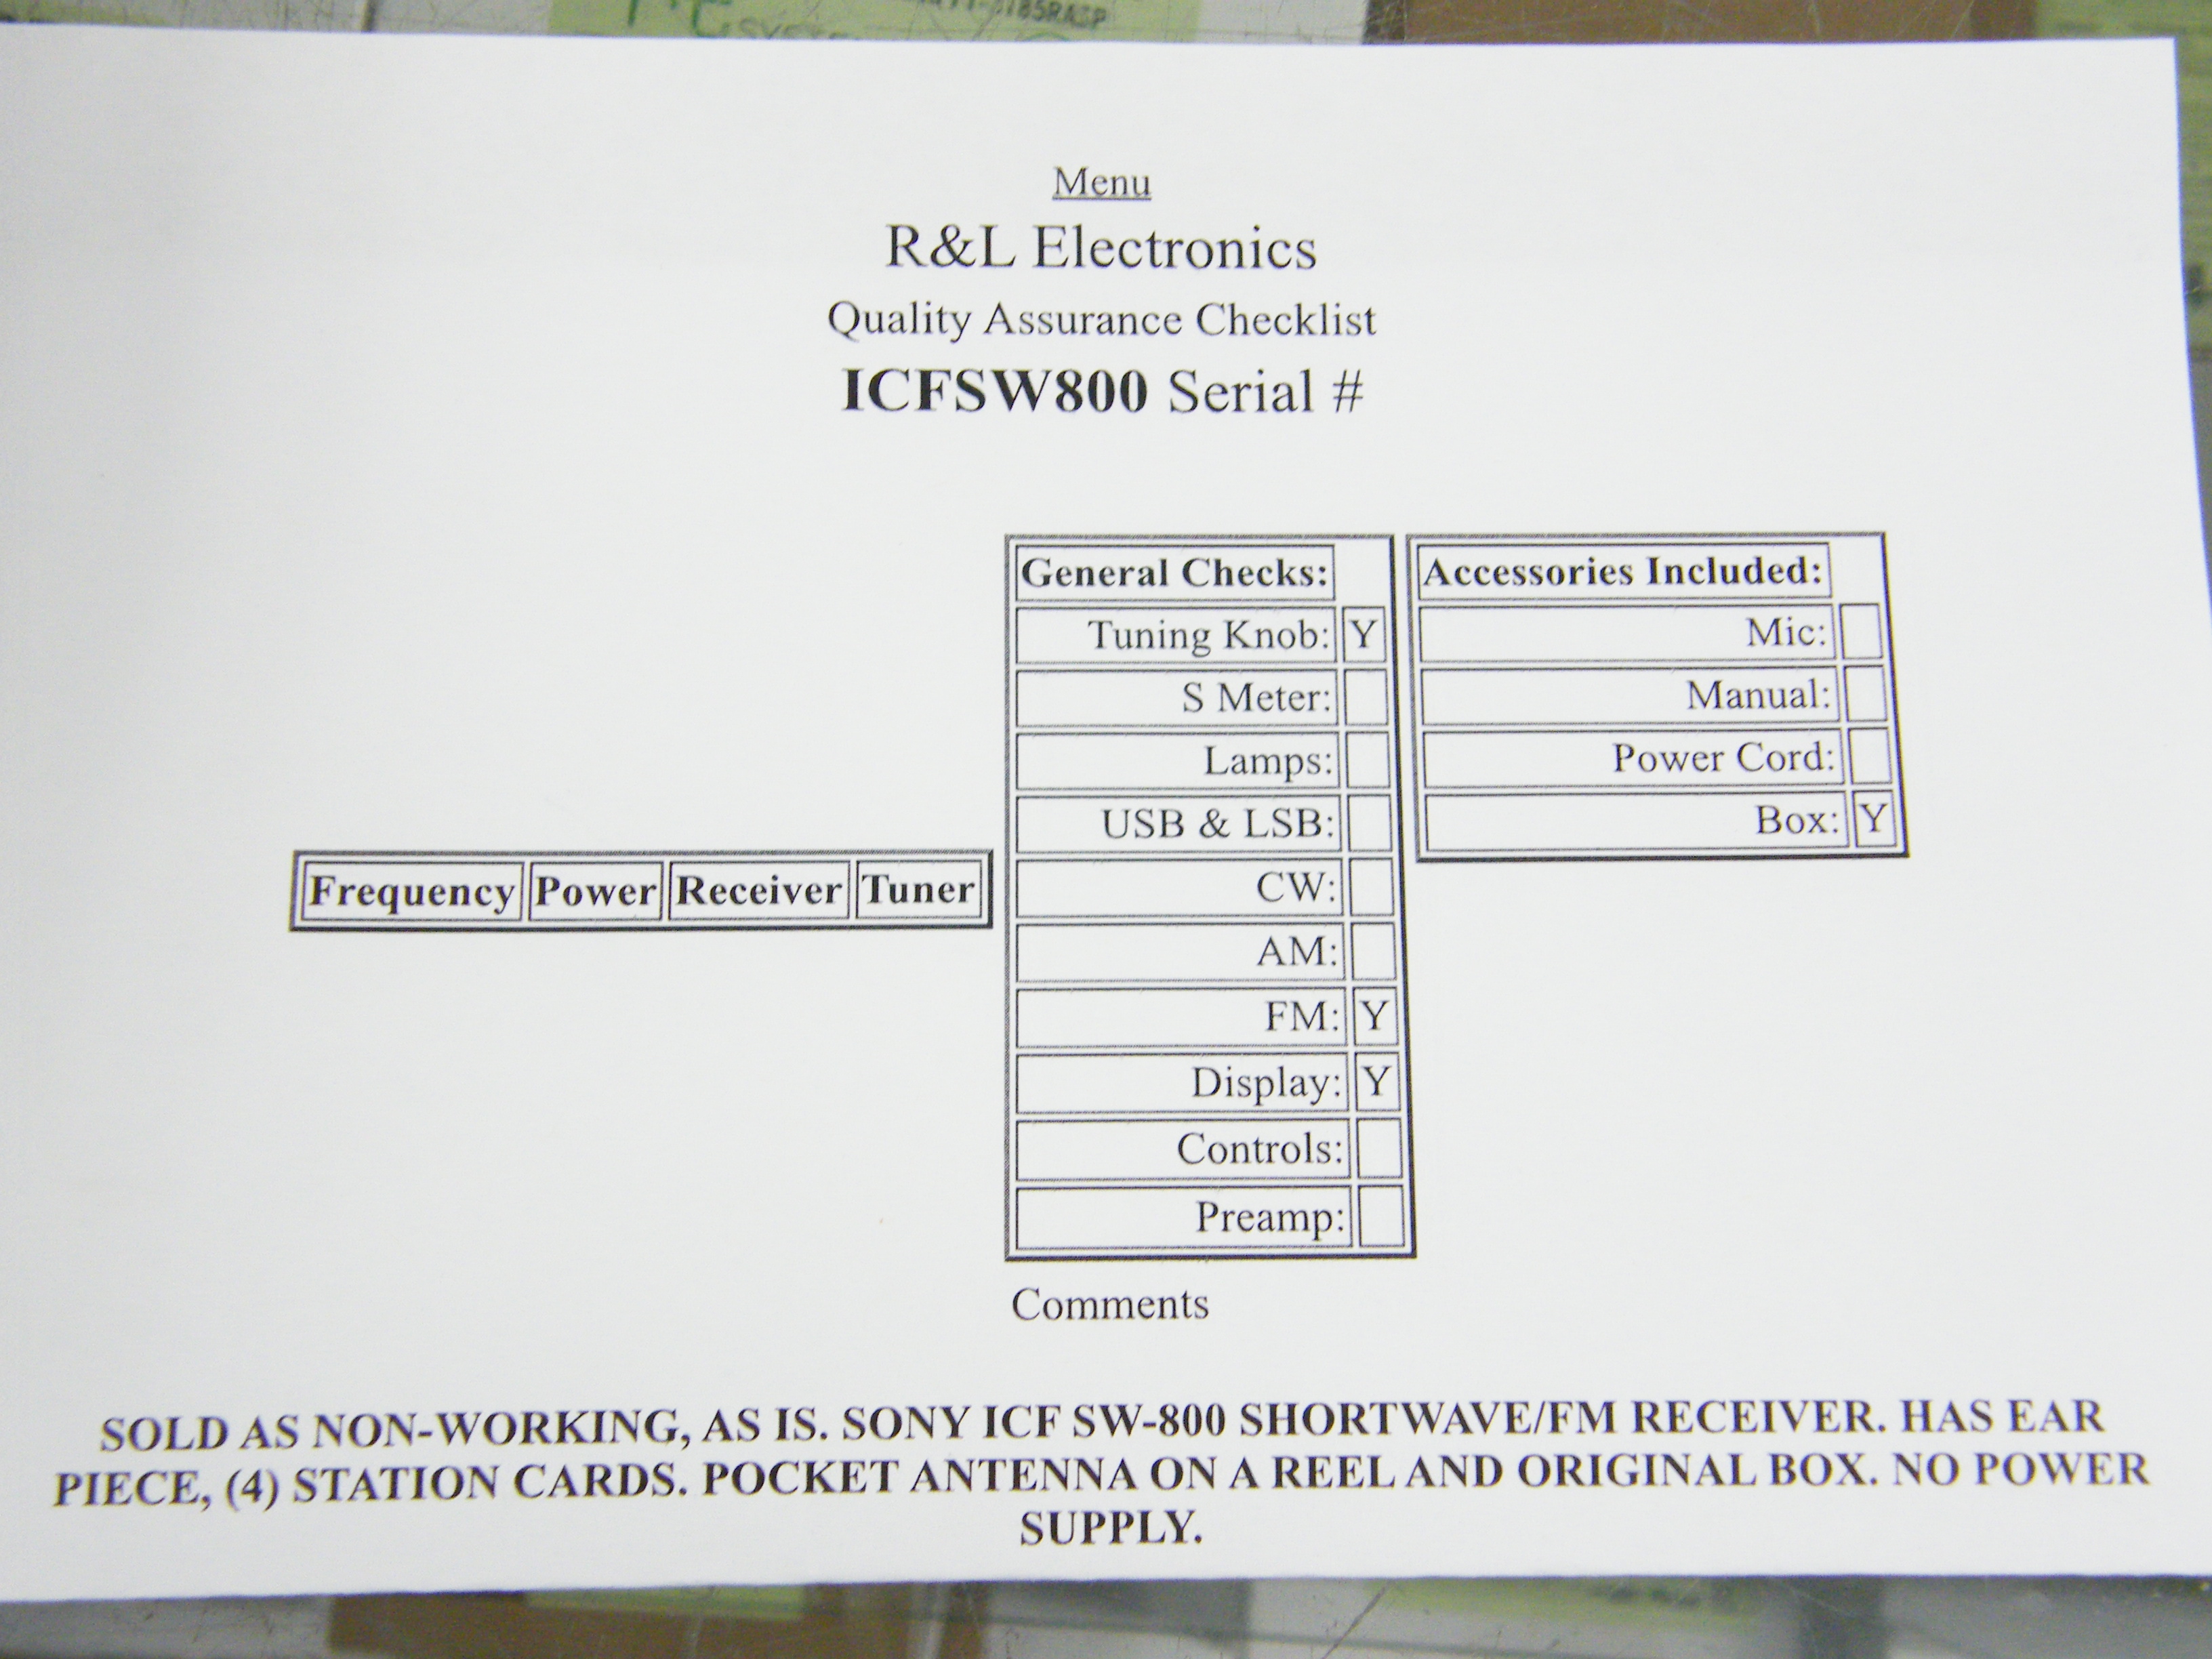 Menu
R&L Electronics
Quality Assurance Checklist
ICFSW800 Serial #
Frequency Power Receiver Tuner
General Checks:
Tuning Knob: Y
S Meter:
Lamps:
USB & LSB:
CW:
AM:
FM: Y
Display: Y
Controls:
Preamp:
Accessories Included:
Mic:
Manual:
Power Cord:
Box: Y
Comments
SOLD AS NON-WORKING, AS IS. SONY ICF SW-800 SHORTWAVE/FM RECEIVER. HAS EAR
PIECE, (4) STATION CARDS. POCKET ANTENNA ON A REEL AND ORIGINAL BOX. NO POWER
SUPPLY.